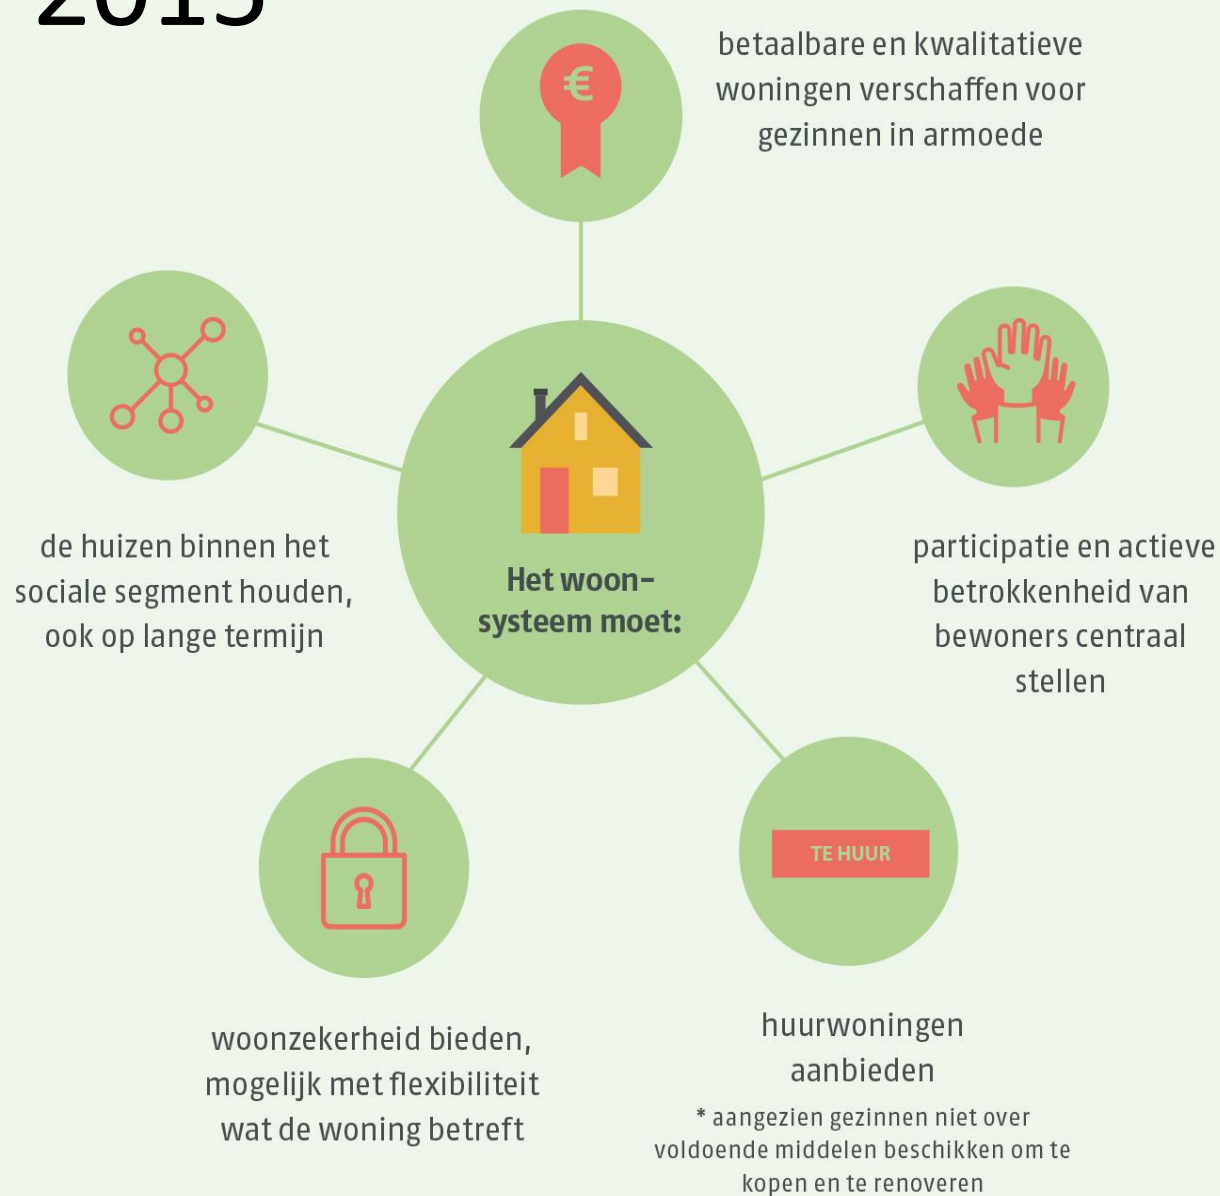 2015
€
betaalbare en kwalitatieve
woningen verschaffen voor
gezinnen in armoede
de huizen binnen het
sociale segment houden,
ook op lange termijn
Het woon-
systeem moet:
participatie en actieve
betrokkenheid van
bewoners centraal
stellen
woonzekerheid bieden,
mogelijk met flexibiliteit
wat de woning betreft
TE HUUR
huurwoningen
aanbieden
* aangezien gezinnen niet over
voldoende middelen beschikken om te
kopen en te renoveren